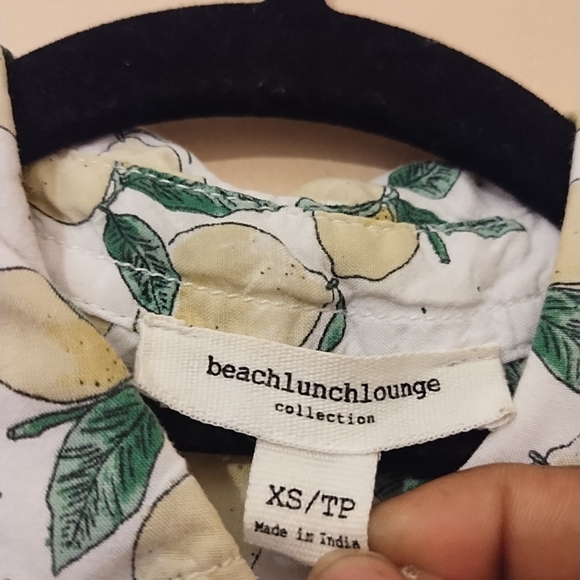 beachlunchlounge
collection
XS/TP
Made in India